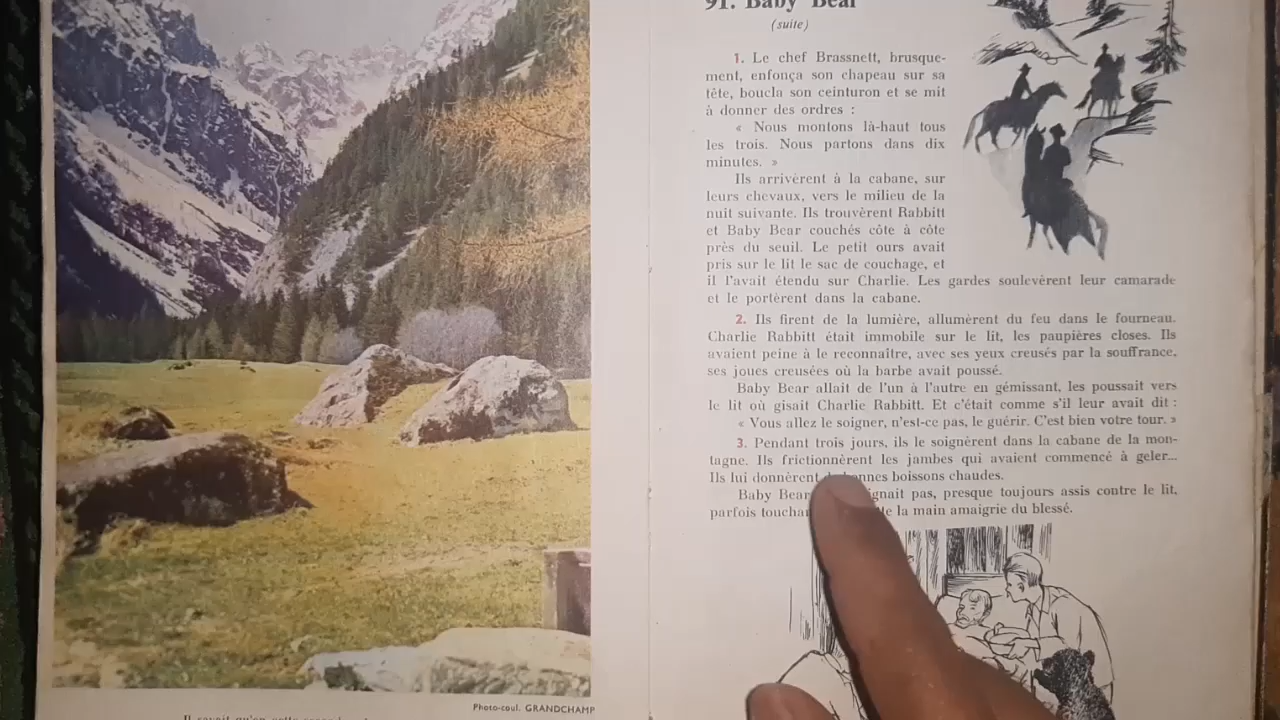 Photo-coul. GRANDCHAMP
91. Baby Bear
(suite)
1. Le chef Brassnett, brusque-
ment, enfonça son chapeau sur sa
tête, boucla son ceinturon et se mit
à donner des ordres :
« Nous montons là-haut tous
les trois. Nous partons dans dix
minutes. »
Ils arrivèrent à la cabane, sur
leurs chevaux, vers le milieu de la
nuit suivante. Ils trouvèrent Rabbitt
et Baby Bear couchés côte à côte
près du seuil. Le petit ours avait
pris sur le lit le sac de couchage, et
il l'avait étendu sur Charlie. Les gardes soulevèrent leur camarade
et le portèrent dans la cabane.
2. Ils firent de la lumière, allumèrent du feu dans le fourneau.
Charlie Rabbitt était immobile sur le lit, les paupières closes. Ils
avaient peine à le reconnaître, avec ses yeux creusés par la souffrance,
ses joues creusées où la barbe avait poussé.
Baby Bear allait de l'un à l'autre en gémissant, les poussait vers
le lit où gisait Charlie Rabbitt. Et c'était comme s'il leur avait dit :
« Vous allez le soigner, n'est-ce pas, le guérir. C'est bien votre tour. »
3. Pendant trois jours, ils le soignèrent dans la cabane de la mon-
tagne. Ils frictionnèrent les jambes qui avaient commencé à geler...
Ils lui donnèrent boissons chaudes.
Baby Bear pas, presque toujours assis contre le lit,
parfois la main amaigrie du blessé.